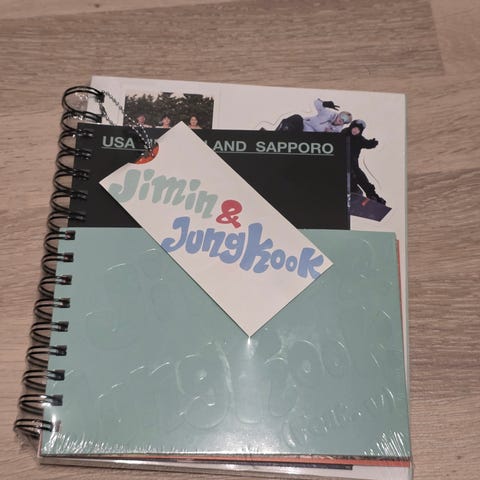 USA LAND SAPPORO
Jimin
&
Jungkook